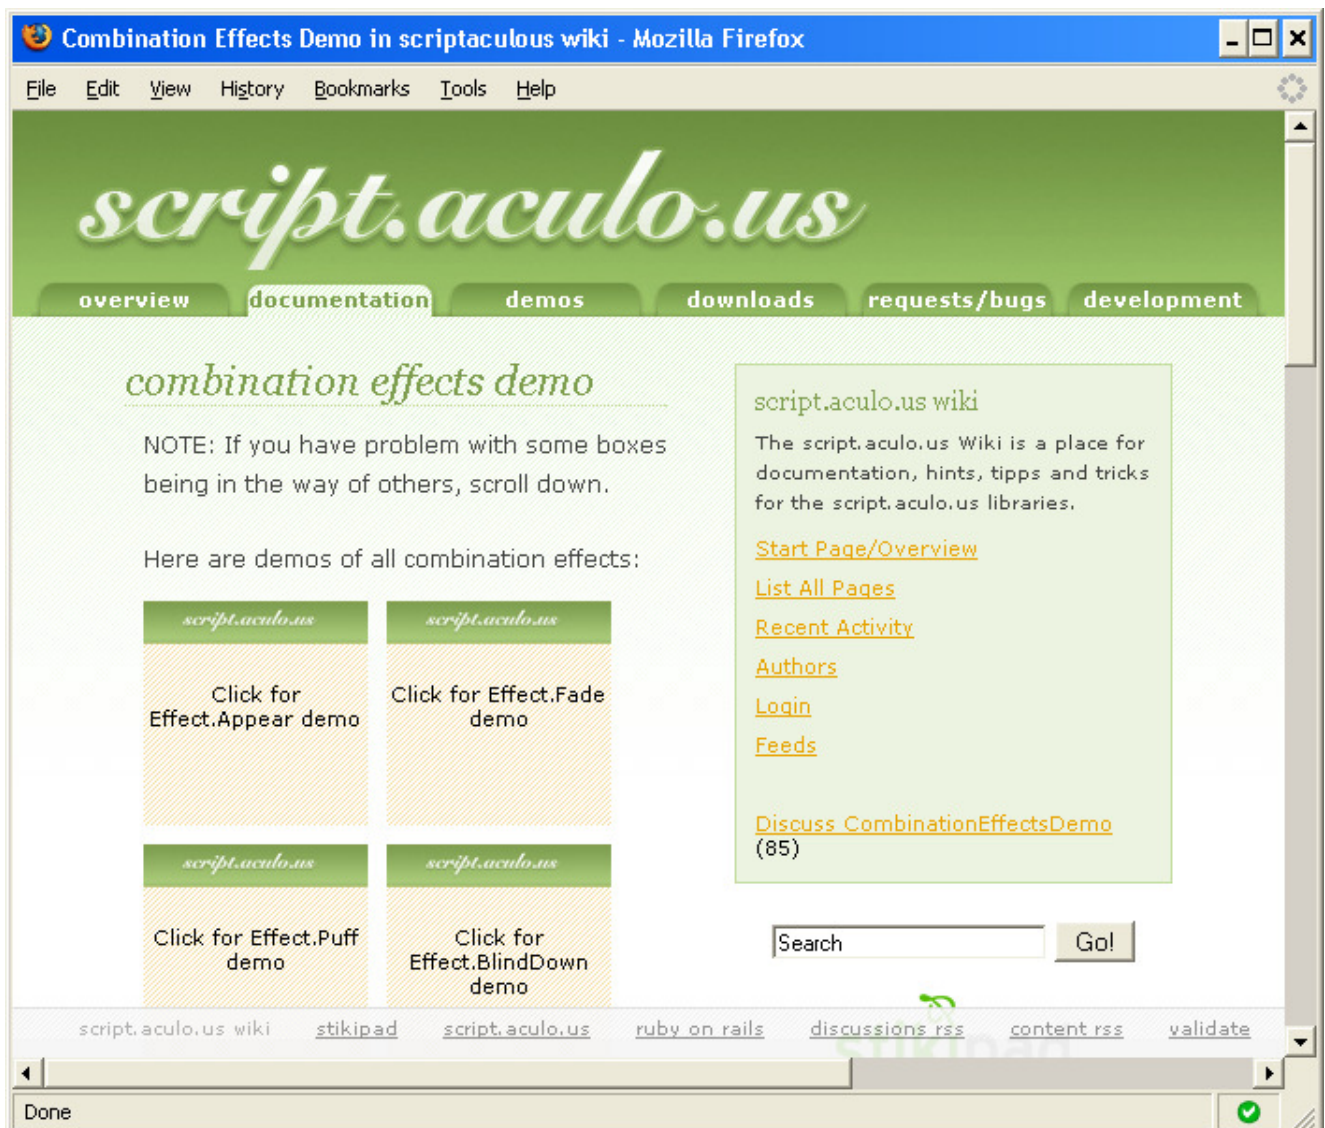 Combination Effects Demo in scriptaculous wiki - Mozilla Firefox
File Edit View History Bookmarks Tools Help
script.aculo.us
overview documentation demos downloads requests/bugs development
combination effects demo
NOTE: If you have problem with some boxes
being in the way of others, scroll down.
Here are demos of all combination effects:
script.aculo.us script.aculo.us
Click for Effect.Appear demo
Click for Effect.Fade demo
script.aculo.us script.aculo.us
Click for Effect.Puff demo
Click for Effect.BlindDown demo
script.aculo.us wiki
The script.aculo.us Wiki is a place for
documentation, hints, tipps and tricks
for the script.aculo.us libraries.
Start Page/Overview
List All Pages
Recent Activity
Authors
Login
Feeds
Discuss CombinationEffectsDemo
(85)
Search Go!
stikipad
script.aculo.us wiki stikipad script.aculo.us ruby on rails discussions rss content rss validate
Done